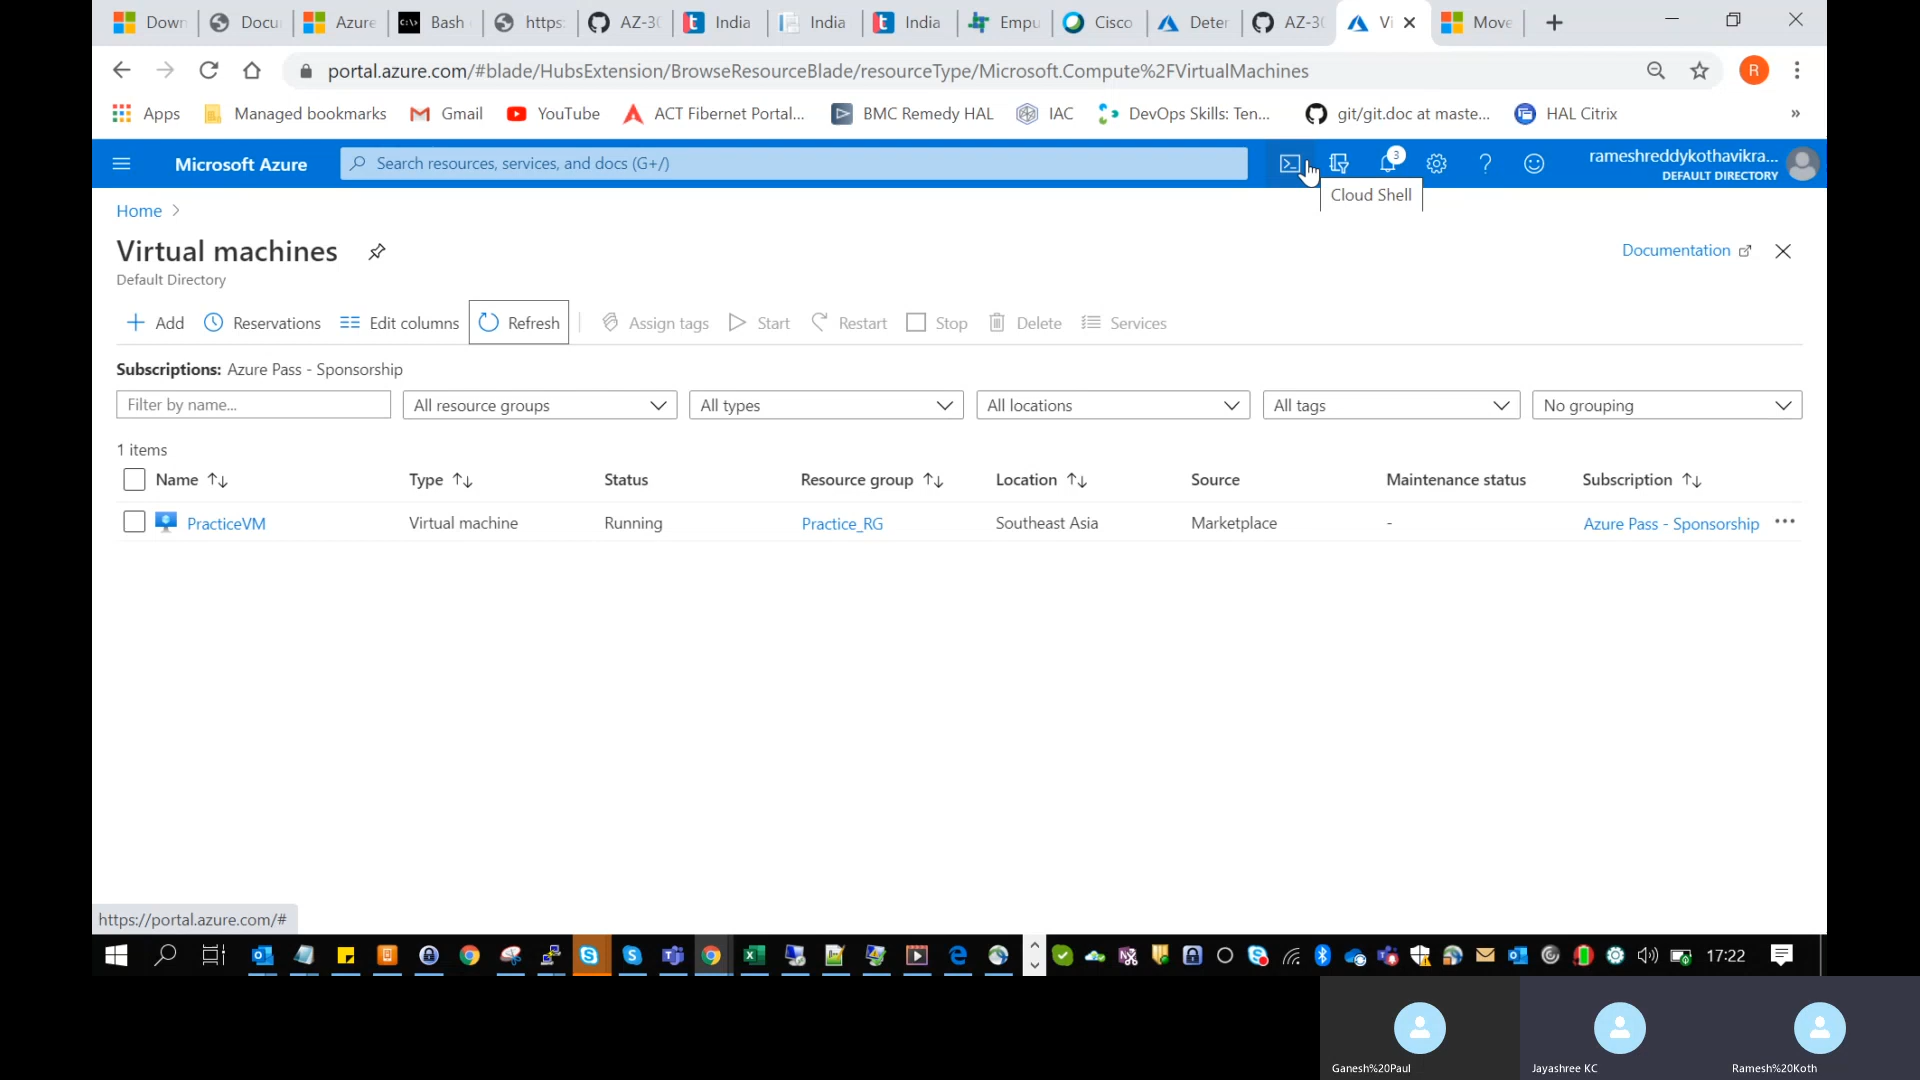 Down
Docu
Azure
Bash
https:
AZ-30
India
India
India
Empu
Cisco
Deter
AZ-30
Vi
Move
portal.azure.com/#blade/HubsExtension/BrowseResourceBlade/resourceType/Microsoft.Compute%2FVirtualMachines
R
Apps
Managed bookmarks
Gmail
YouTube
ACT Fibernet Portal...
BMC Remedy HAL
IAC
DevOps Skills: Ten...
git/git.doc at maste...
HAL Citrix
»
Microsoft Azure
Search resources, services, and docs (G+/)
3
rameshreddykothavikra...
DEFAULT DIRECTORY
Cloud Shell
Home >
Virtual machines
Default Directory
Documentation
Add
Reservations
Edit columns
Refresh
Assign tags
Start
Restart
Stop
Delete
Services
Subscriptions: Azure Pass - Sponsorship
Filter by name...
All resource groups
All types
All locations
All tags
No grouping
1 items
Name
Type
Status
Resource group
Location
Source
Maintenance status
Subscription
PracticeVM
Virtual machine
Running
Practice_RG
Southeast Asia
Marketplace
-
Azure Pass - Sponsorship
https://portal.azure.com/#
17:22
Ganesh%20Paul
Jayashree KC
Ramesh%20Koth